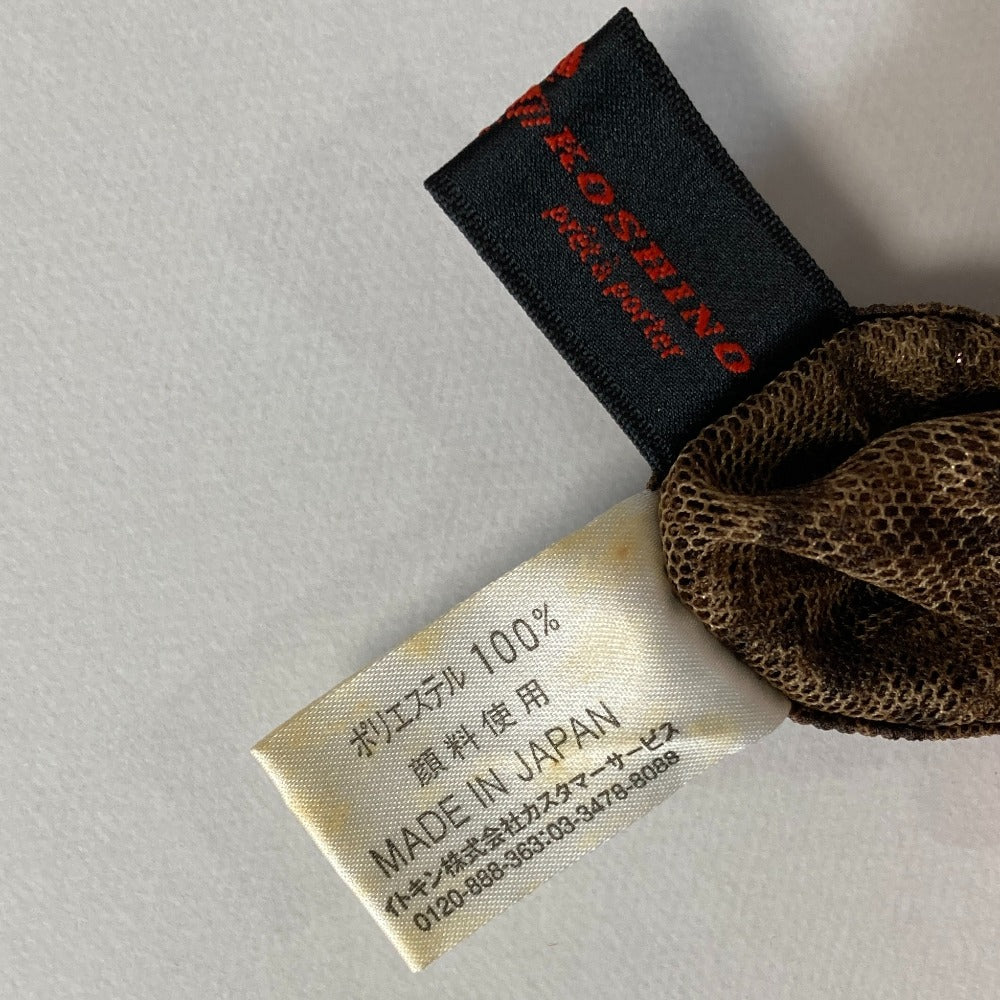 KOSHINO
prêt à porter
ポリエステル 100%
顔料使用
MADE IN JAPAN
イトキン株式会社カスタマーサービス
0120-888-363:03-3478-8088